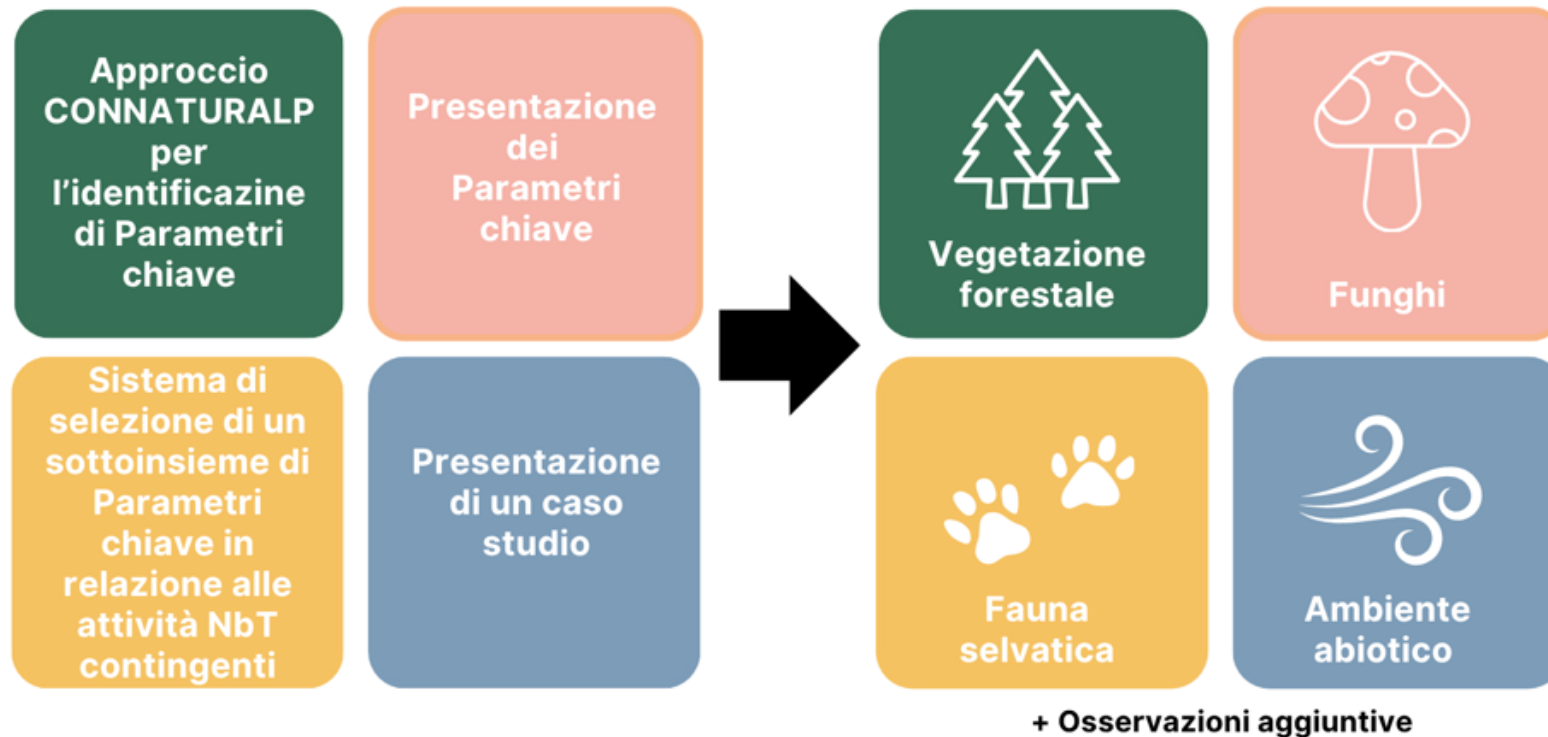 Approccio
CONNATURALP
per
l'identificazine
di Parametri
chiave
Presentazione
dei
Parametri
chiave
Sistema di
selezione di un
sottoinsieme di
Parametri
chiave in
relazione alle
attività NbT
contingenti
Presentazione
di un caso
studio
Vegetazione
forestale
Funghi
Fauna
selvatica
Ambiente
abiotico
+ Osservazioni aggiuntive